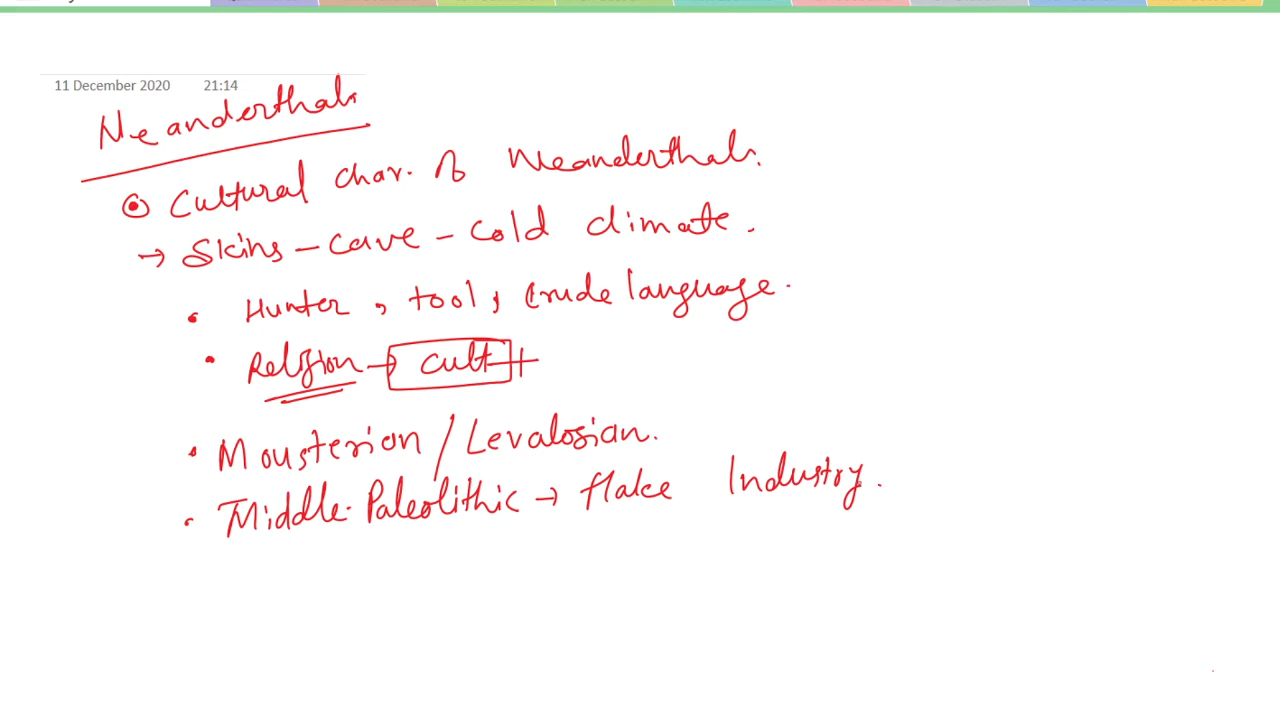 11 December 2020 21:14
Neanderthals
Cultural char. of Neanderthals.
→ Skins - cave - cold climate.
• Hunter, tool, crude language.
• Religion → cult
• Mousterian / Levalosian.
• Middle Paleolithic → flake Industry.